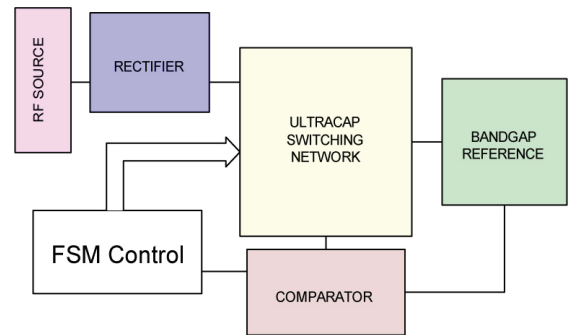 RF SOURCE
RECTIFIER
ULTRACAP
SWITCHING
NETWORK
BANDGAP
REFERENCE
FSM Control
COMPARATOR